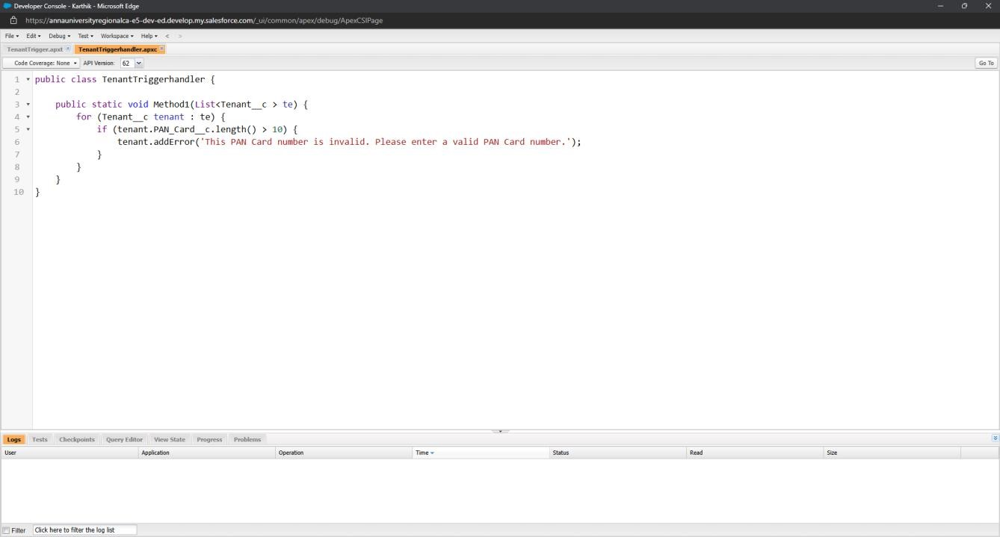 Developer Console - Karthik - Microsoft Edge
https://annauniversityregionalca-e5-dev-ed.develop.my.salesforce.com/_ui/common/apex/debug/ApexCSIPage
File Edit Debug Test Workspace Help < >
TenantTrigger.apxt TenantTriggerhandler.apxc
Code Coverage: None API Version: 62 Go To
1 public class TenantTriggerhandler {
2
3 public static void Method1(List<Tenant__c > te) {
4 for (Tenant__c tenant : te) {
5 if (tenant.PAN_Card__c.length() > 10) {
6 tenant.addError('This PAN Card number is invalid. Please enter a valid PAN Card number.');
7 }
8 }
9 }
10 }
Logs Tests Checkpoints Query Editor View State Progress Problems
User Application Operation Time Status Read Size
Filter Click here to filter the log list